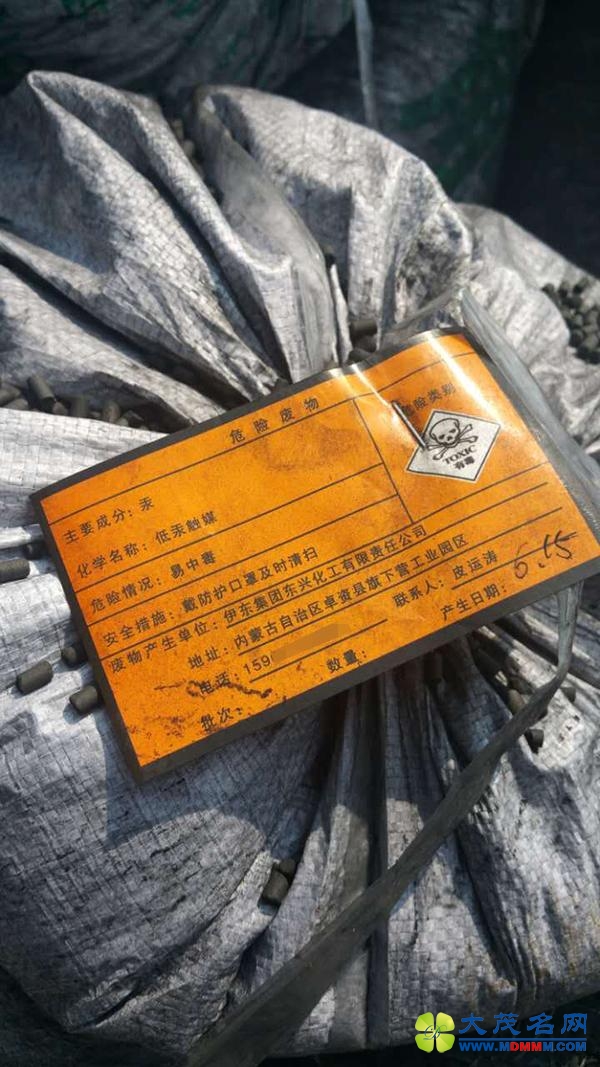 危险废物
危险类别
TOXIC
有毒
主要成分：汞
化学名称：低汞触媒
危险情况：易中毒
安全措施：戴防护口罩及时清扫
废物产生单位：伊东集团东兴化工有限责任公司
地址：内蒙古自治区卓资县旗下营工业园区
电话：159
联系人：皮运涛
批次：
数量：
产生日期：6.15
大茂名网
WWW.MDMMM.COM